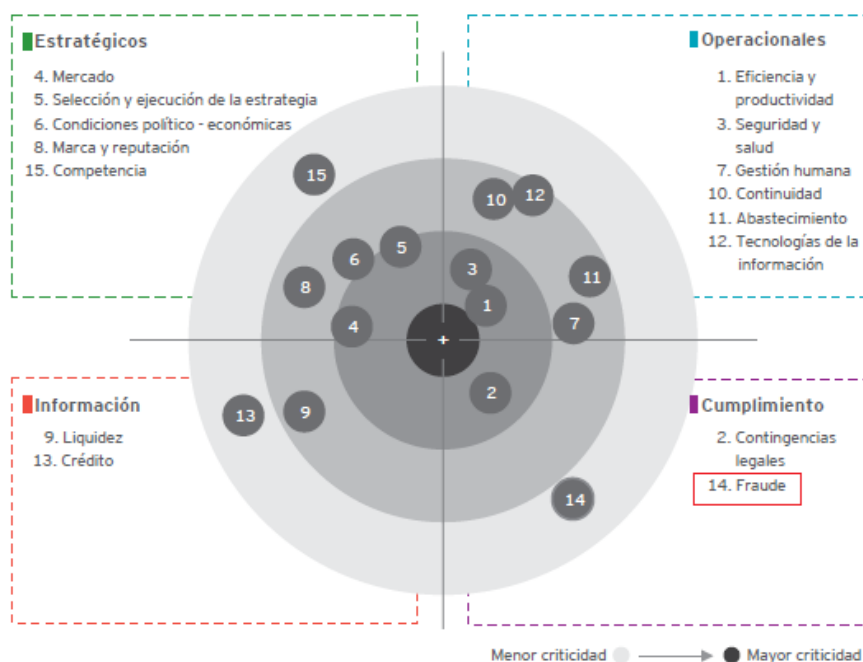 Estratégicos
4. Mercado
5. Selección y ejecución de la estrategia
6. Condiciones político - económicas
8. Marca y reputación
15. Competencia
Operacionales
1. Eficiencia y
productividad
3. Seguridad y
salud
7. Gestión humana
10. Continuidad
11. Abastecimiento
12. Tecnologías de la
información
15
10
12
5
6
3
11
8
1
7
4
+
2
9
13
14
Información
9. Liquidez
13. Crédito
Cumplimiento
2. Contingencias
legales
14. Fraude
Menor criticidad
Mayor criticidad